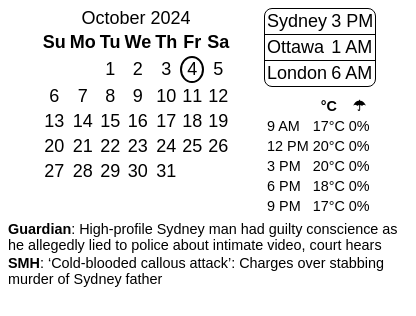 October 2024
Su Mo Tu We Th Fr Sa
1 2 3 4 5
6 7 8 9 10 11 12
13 14 15 16 17 18 19
20 21 22 23 24 25 26
27 28 29 30 31
Sydney 3 PM
Ottawa 1 AM
London 6 AM
°C ☂
9 AM 17°C 0%
12 PM 20°C 0%
3 PM 20°C 0%
6 PM 18°C 0%
9 PM 17°C 0%
Guardian: High-profile Sydney man had guilty conscience as
he allegedly lied to police about intimate video, court hears
SMH: ‘Cold-blooded callous attack’: Charges over stabbing
murder of Sydney father